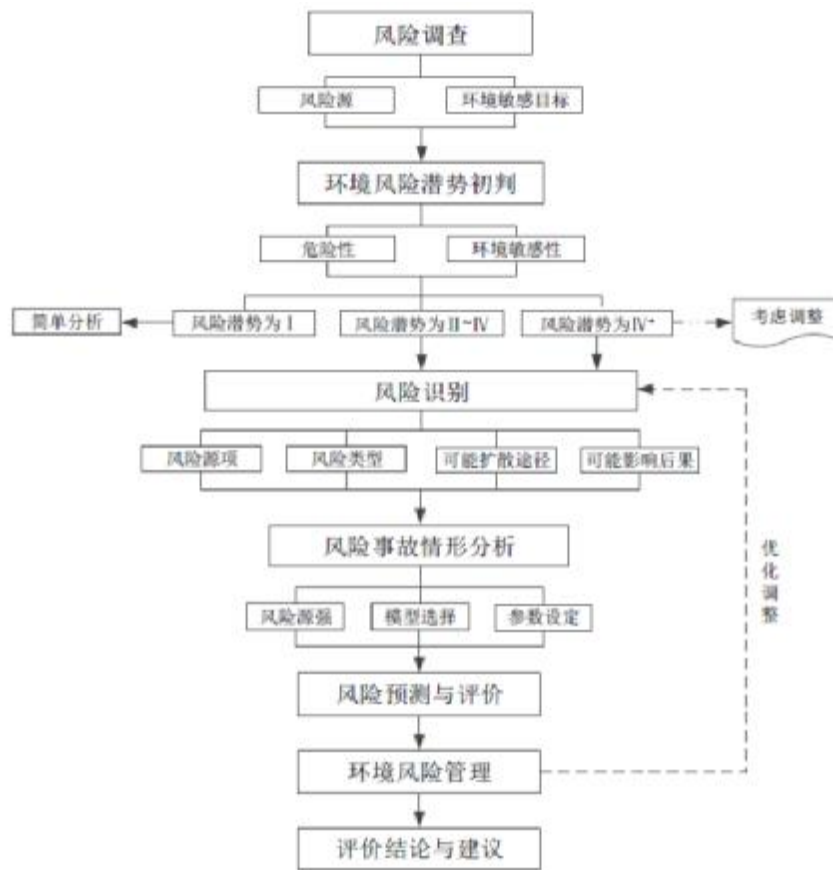 风险调查
风险源
环境敏感目标
环境风险潜势初判
危险性
环境敏感性
简单分析
风险潜势为Ⅰ
风险潜势为Ⅱ~Ⅳ
风险潜势为Ⅳ⁺
考虑调整
风险识别
风险源项
风险类型
可能扩散途径
可能影响后果
风险事故情形分析
优化调整
风险源强
模型选择
参数设定
风险预测与评价
环境风险管理
评价结论与建议